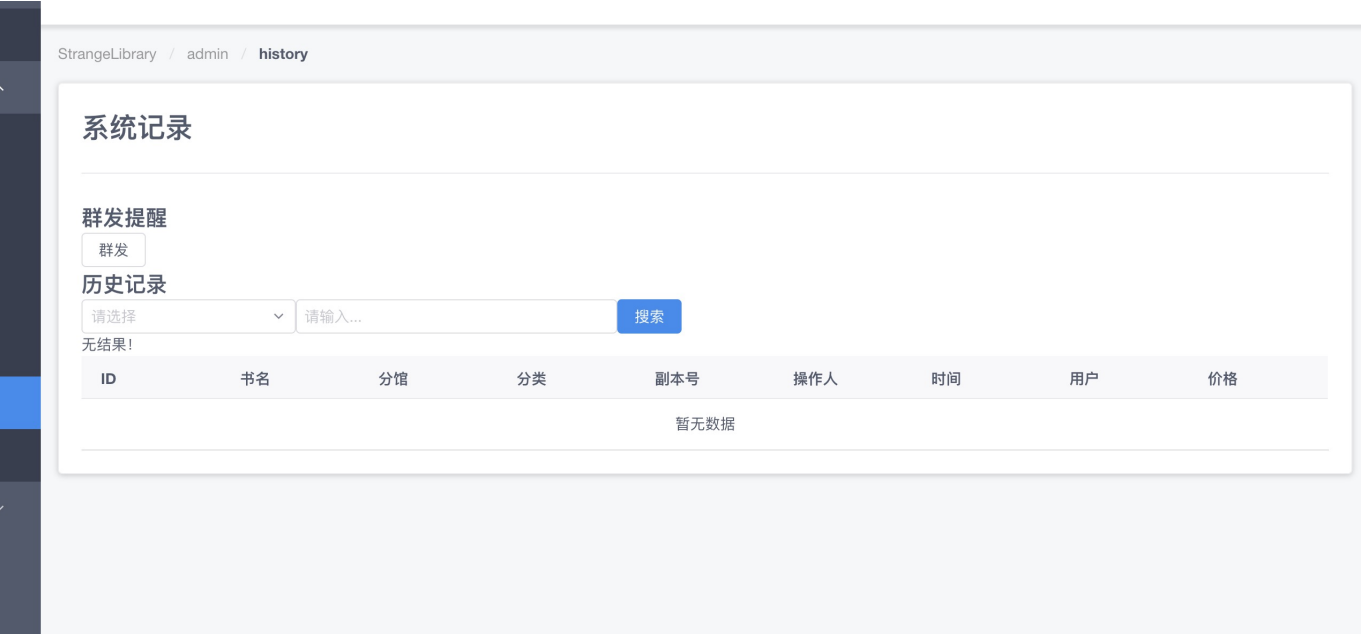 StrangeLibrary / admin / history
系统记录
群发提醒
群发
历史记录
请选择 请输入... 搜索
无结果!
ID 书名 分馆 分类 副本号 操作人 时间 用户 价格
暂无数据